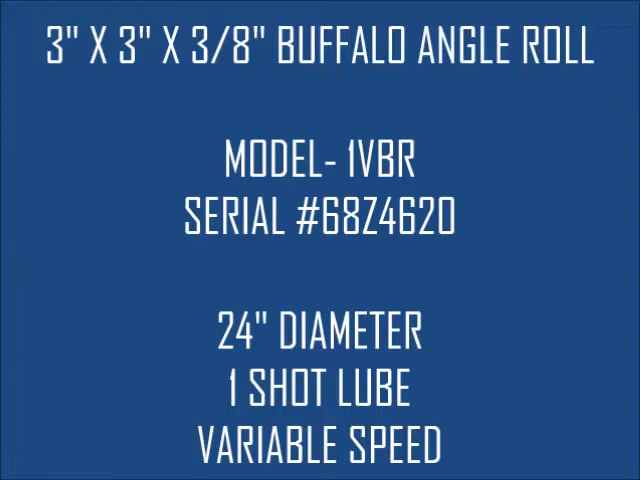 3" X 3" X 3/8" BUFFALO ANGLE ROLL
MODEL- 1VBR
SERIAL #68Z4620
24" DIAMETER
1 SHOT LUBE
VARIABLE SPEED